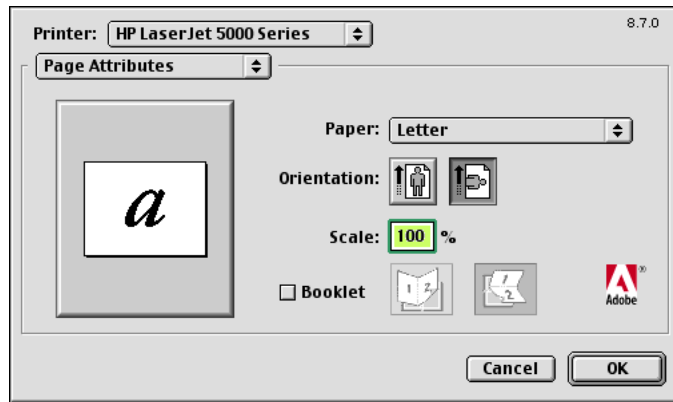 8.7.0
Printer: HP LaserJet 5000 Series
Page Attributes
Paper: Letter
a
Orientation:
Scale: 100 %
Booklet 1 2 1 2
Adobe ®
Cancel OK